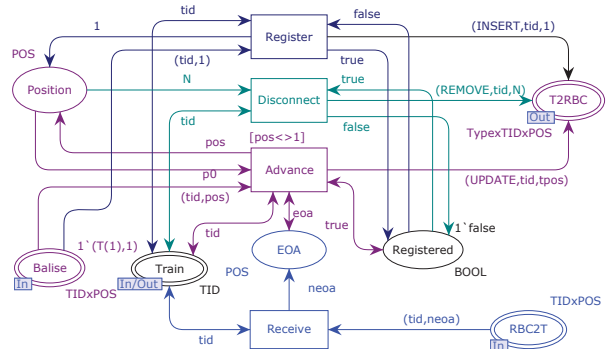 tid
false
1
Register
(INSERT,tid,1)
POS
(tid,1)
true
Position
N
true
Disconnect
(REMOVE,tid,N)
T2RBC
tid
false
Out
TypexTIDxPOS
pos
[pos<>1]
Advance
p0
(tid,pos)
(UPDATE,tid,tpos)
eoa
tid
true
1`(T(1),1)
1`false
Balise
Train
EOA
Registered
In
In/Out
TIDxPOS
TID
POS
BOOL
neoa
TIDxPOS
tid
Receive
(tid,neoa)
RBC2T
In